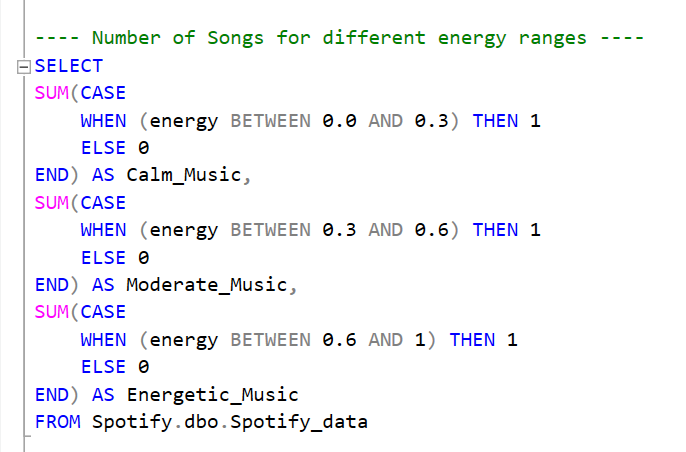 ---- Number of Songs for different energy ranges ----
SELECT
SUM(CASE
    WHEN (energy BETWEEN 0.0 AND 0.3) THEN 1
    ELSE 0
END) AS Calm_Music,
SUM(CASE
    WHEN (energy BETWEEN 0.3 AND 0.6) THEN 1
    ELSE 0
END) AS Moderate_Music,
SUM(CASE
    WHEN (energy BETWEEN 0.6 AND 1) THEN 1
    ELSE 0
END) AS Energetic_Music
FROM Spotify.dbo.Spotify_data